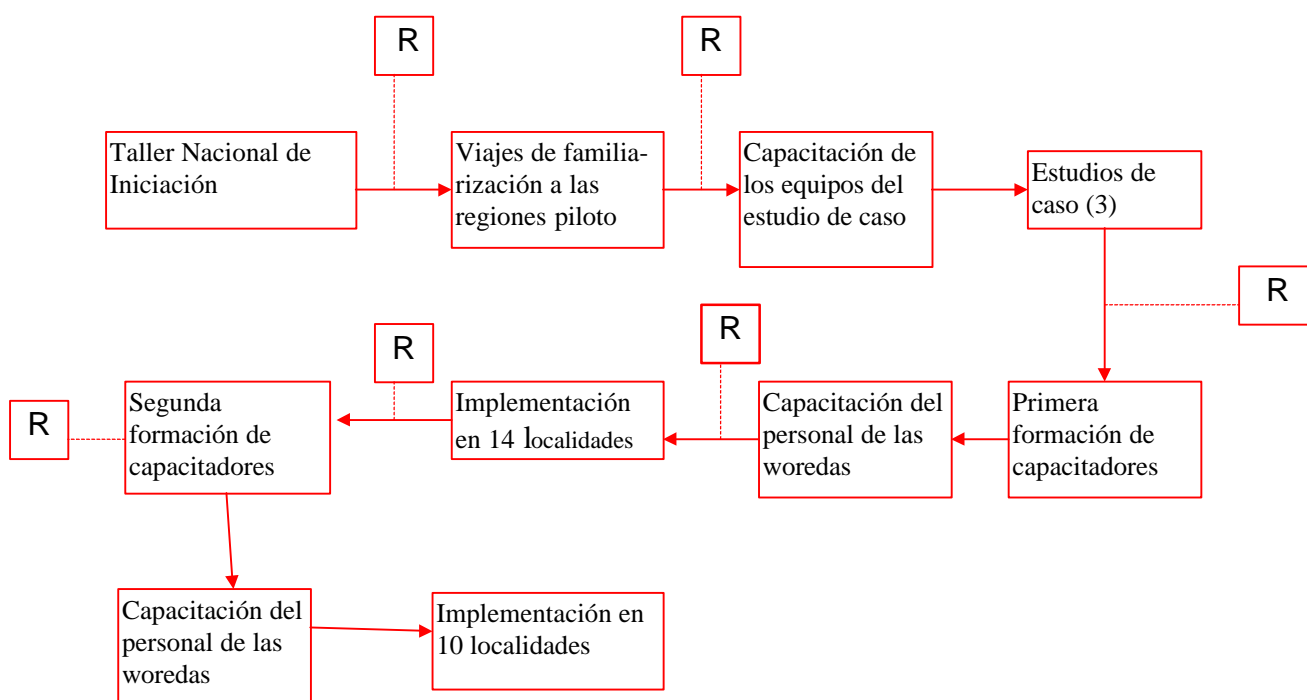 R
R
Taller Nacional de
Iniciación
Viajes de familia-
rización a las
regiones piloto
Capacitación de
los equipos del
estudio de caso
Estudios de
caso (3)
R
Primera
formación de
capacitadores
Capacitación del
personal de las
woredas
R
Implementación
en 14 localidades
R
Segunda
formación de
capacitadores
R
Capacitación del
personal de las
woredas
Implementación en
10 localidades